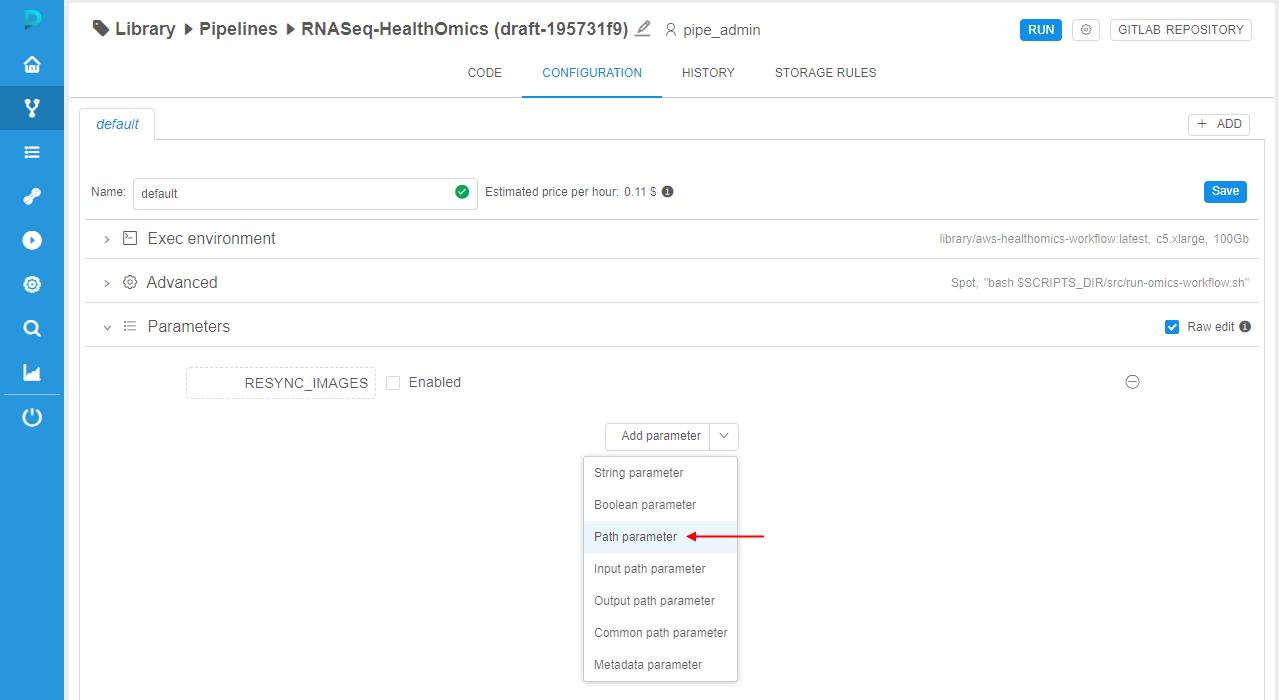 Library Pipelines RNASeq-HealthOmics (draft-195731f9) pipe_admin
RUN
GITLAB REPOSITORY
CODE CONFIGURATION HISTORY STORAGE RULES
default
+ ADD
Name: default Estimated price per hour: 0.11 $
Save
Exec environment library/aws-healthomics-workflow:latest, c5.xlarge, 100Gb
Advanced Spot, "bash $SCRIPTS_DIR/src/run-omics-workflow.sh"
Parameters Raw edit
RESYNC_IMAGES Enabled
Add parameter
String parameter
Boolean parameter
Path parameter
Input path parameter
Output path parameter
Common path parameter
Metadata parameter